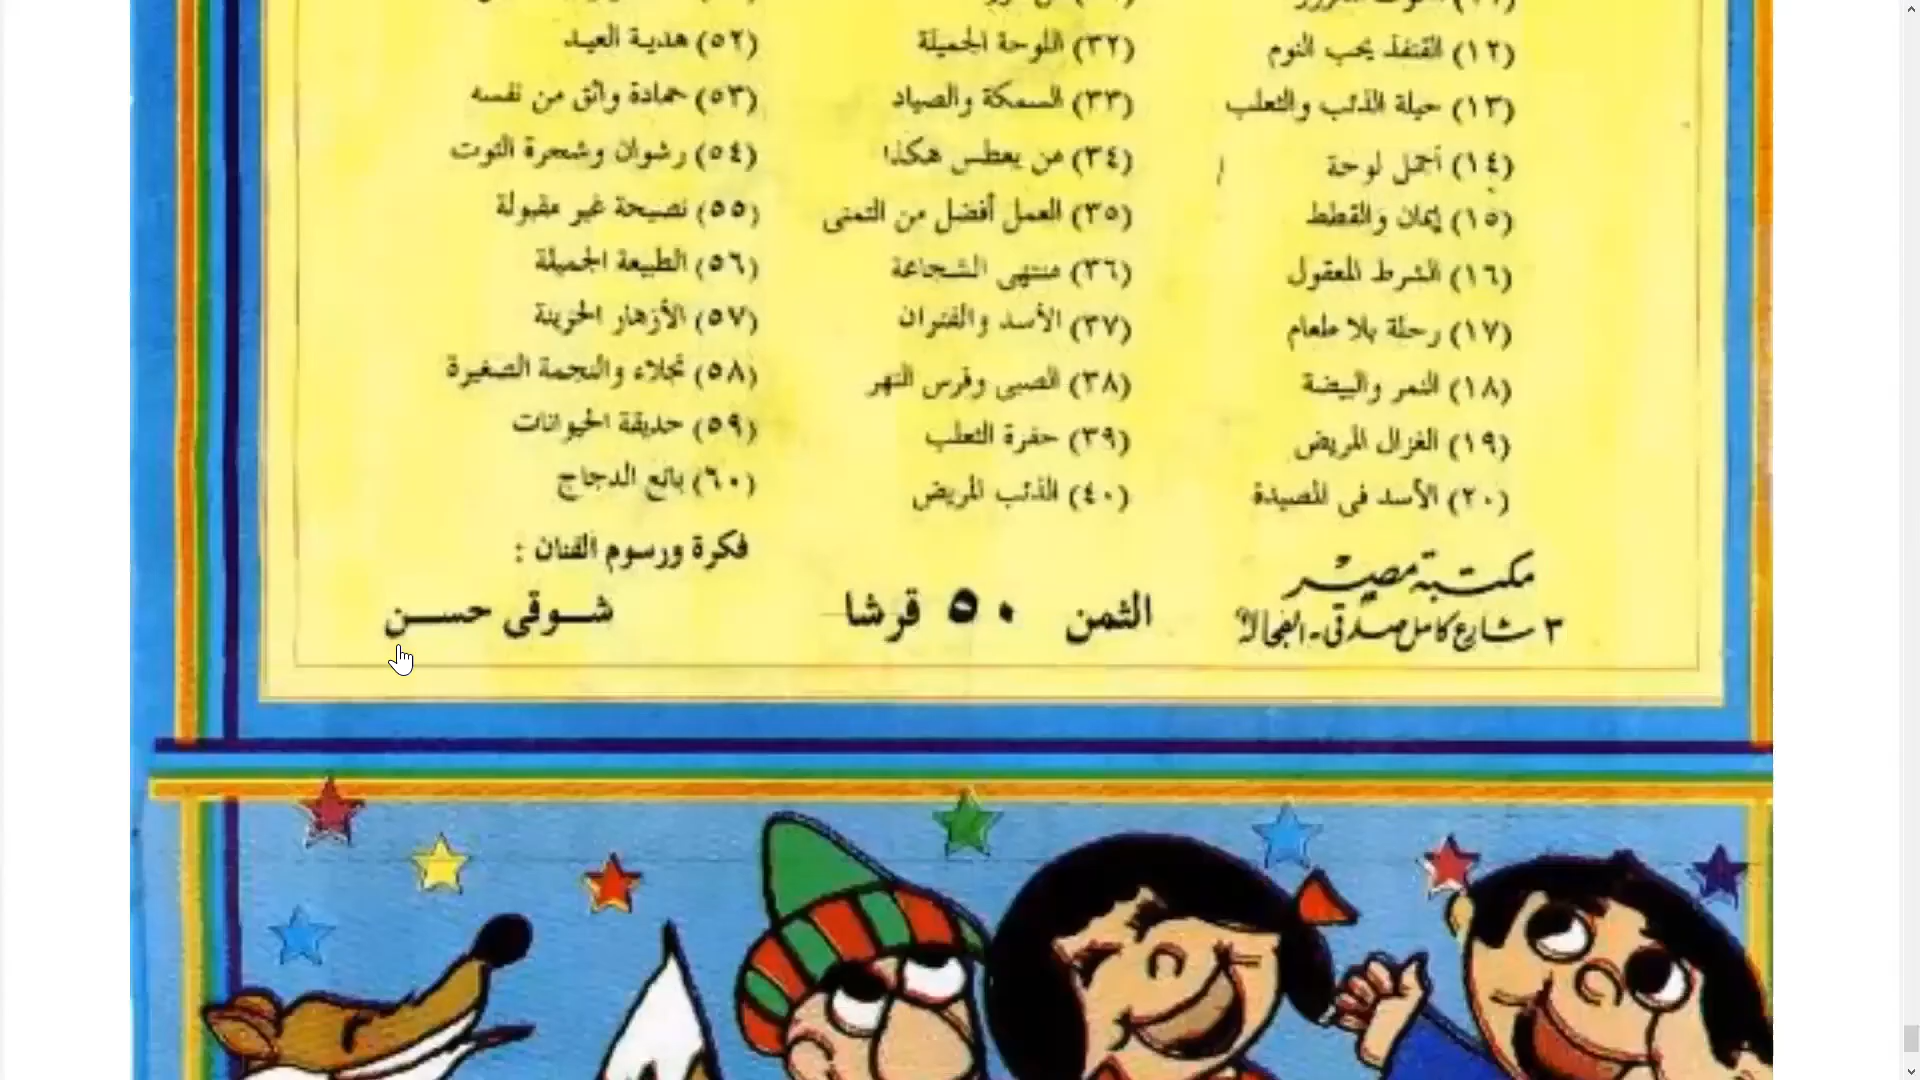 (١٢) القنفذ يحب النوم
(١٣) حيلة الذئب والثعلب
(١٤) أجمل لوحة
(١٥) إيمان والقطط
(١٦) الشرط المعقول
(١٧) رحلة بلا طعام
(١٨) النمر والبيضة
(١٩) الغزال المريض
(٢٠) الأسد فى المصيدة
مكتبة مصر
٣ شارع كامل صدقى - الفجالة
(٣٢) اللوحة الجميلة
(٣٣) السمكة والصياد
(٣٤) من يعطس هكذا
(٣٥) العمل أفضل من التمنى
(٣٦) منتهى الشجاعة
(٣٧) الأسد والفئران
(٣٨) الصبى وفرس النهر
(٣٩) حفرة الثعلب
(٤٠) الذئب المريض
الثمن ٥٠ قرشا
(٥٢) هدية العيد
(٥٣) حمادة واثق من نفسه
(٥٤) رشوان وشجرة التوت
(٥٥) نصيحة غير مقبولة
(٥٦) الطبيعة الجميلة
(٥٧) الأزهار الحزينة
(٥٨) نجلاء والنجمة الصغيرة
(٥٩) حديقة الحيوانات
(٦٠) بائع الدجاج
فكرة ورسوم الفنان :
شوقى حسن